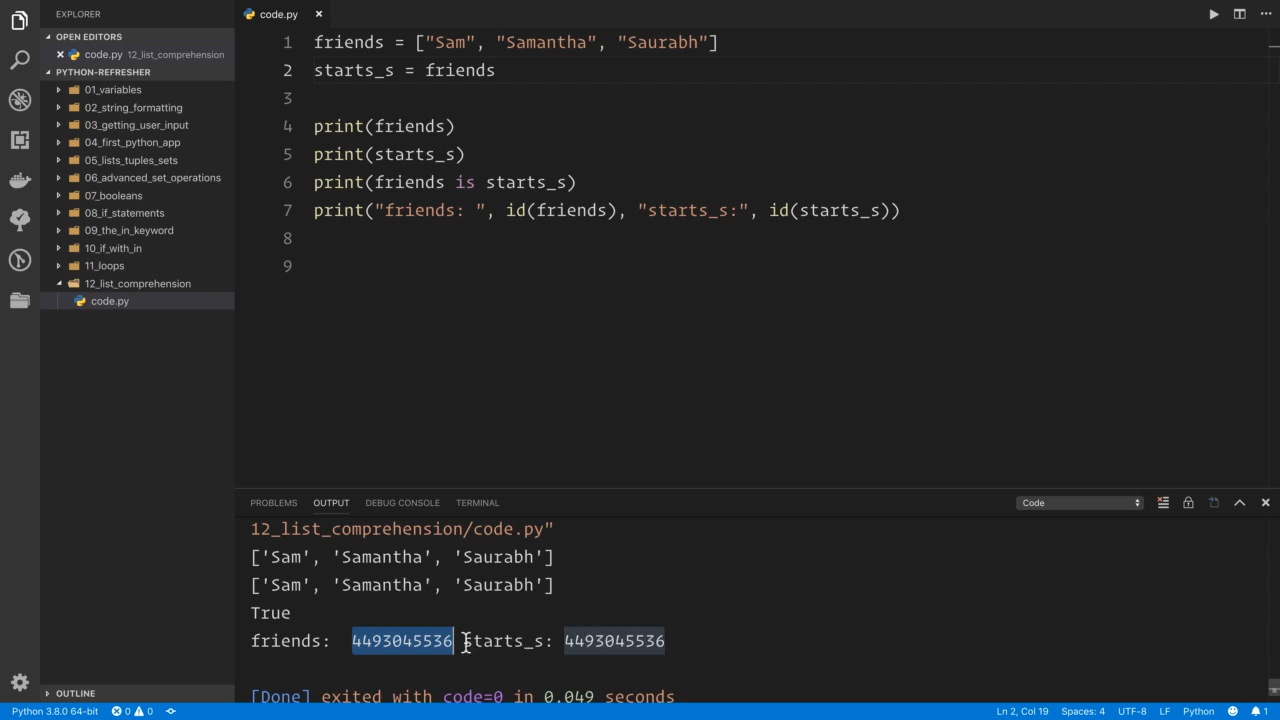 EXPLORER
OPEN EDITORS
code.py 12_list_comprehension
PYTHON-REFRESHER
01_variables
02_string_formatting
03_getting_user_input
04_first_python_app
05_lists_tuples_sets
06_advanced_set_operations
07_booleans
08_if_statements
09_the_in_keyword
10_if_with_in
11_loops
12_list_comprehension
code.py
OUTLINE
code.py
1 friends = ["Sam", "Samantha", "Saurabh"]
2 starts_s = friends
3
4 print(friends)
5 print(starts_s)
6 print(friends is starts_s)
7 print("friends: ", id(friends), "starts_s:", id(starts_s))
8
9
PROBLEMS OUTPUT DEBUG CONSOLE TERMINAL Code
12_list_comprehension/code.py"
['Sam', 'Samantha', 'Saurabh']
['Sam', 'Samantha', 'Saurabh']
True
friends:  4493045536 starts_s: 4493045536
[Done] exited with code=0 in 0.049 seconds
Python 3.8.0 64-bit 0 0 Ln 2, Col 19 Spaces: 4 UTF-8 LF Python 1